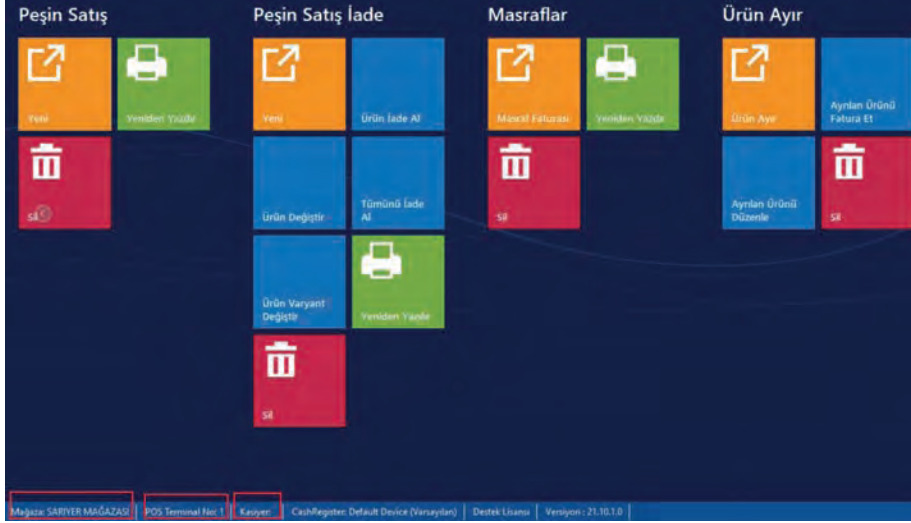 Peşin Satış
Yeni
Yeniden Yazdır
Sil
Peşin Satış İade
Yeni
Ürün İade Al
Ürün Değiştir
Tümünü İade
Al
Ürün Varyant
Değiştir
Yeniden Yazdır
Sil
Masraflar
Masraf Faturası
Yeniden Yazdır
Sil
Ürün Ayır
Ürün Ayır
Ayrılan Ürünü
Fatura Et
Ayrılan Ürünü
Düzenle
Sil
Mağaza: SARIYER MAĞAZASI POS Terminal No: 1 Kasiyer: CashRegister: Default Device (Varsayılan) Destek Lisansı Versiyon : 21.10.1.0